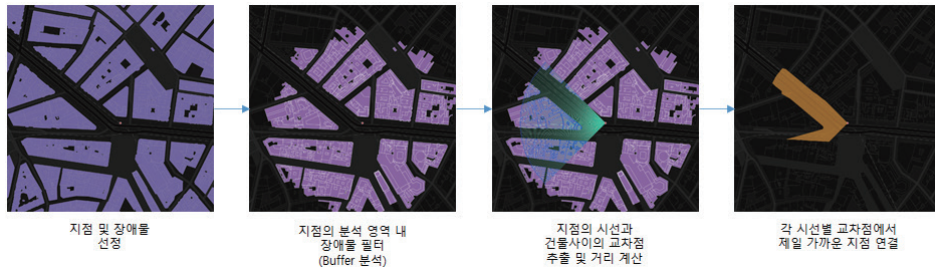 지점 및 장애물
선정
지점의 분석 영역 내
장애물 필터
(Buffer 분석)
지점의 시선과
건물사이의 교차점
추출 및 거리 계산
각 시선별 교차점에서
제일 가까운 지점 연결